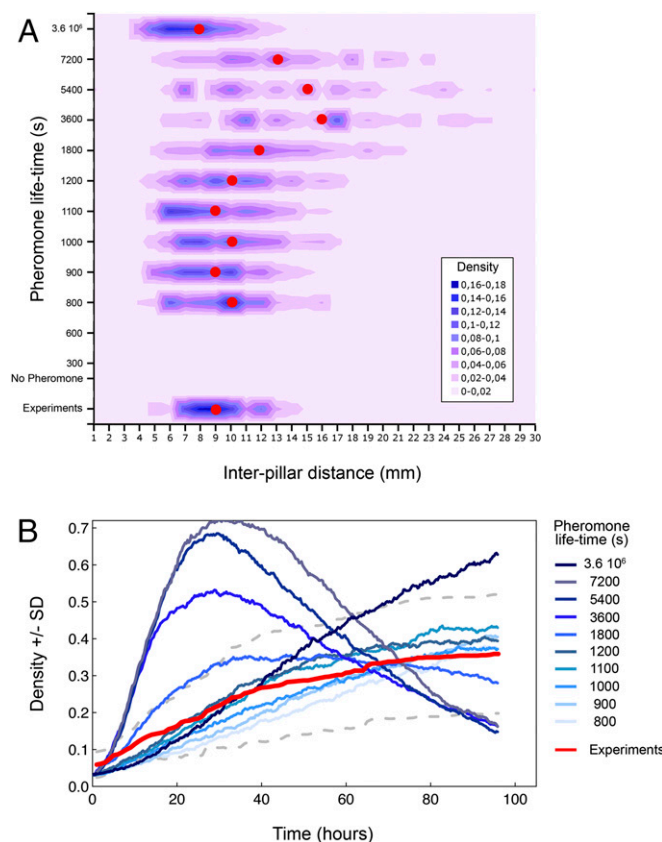 A
Pheromone life-time (s)
3.6 10⁶
7200
5400
3600
1800
1200
1100
1000
900
800
600
300
No Pheromone
Experiments
Density
0,16-0,18
0,14-0,16
0,12-0,14
0,1-0,12
0,08-0,1
0,06-0,08
0,04-0,06
0,02-0,04
0-0,02
1 2 3 4 5 6 7 8 9 10 11 12 13 14 15 16 17 18 19 20 21 22 23 24 25 26 27 28 29 30
Inter-pillar distance (mm)
B
Density +/- SD
0.7
0.6
0.5
0.4
0.3
0.2
0.1
0.0
0 20 40 60 80 100
Time (hours)
Pheromone
life-time (s)
3.6 10⁶
7200
5400
3600
1800
1200
1100
1000
900
800
Experiments